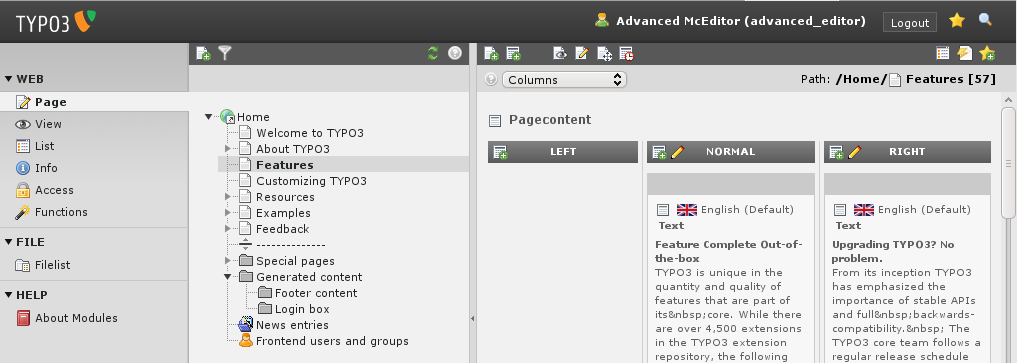 TYPO3
Advanced McEditor (advanced_editor)
Logout
WEB
Page
View
List
Info
Access
Functions
FILE
Filelist
HELP
About Modules
Home
Welcome to TYPO3
About TYPO3
Features
Customizing TYPO3
Resources
Examples
Feedback
--------------
Special pages
Generated content
Footer content
Login box
News entries
Frontend users and groups
Columns
Path: /Home/ Features [57]
Pagecontent
LEFT
NORMAL
English (Default)
Text
Feature Complete Out-of-
the-box
TYPO3 is unique in the
quantity and quality of
features that are part of
its&nbsp;core. While there
are over 4,500 extensions
in the TYPO3 extension
repository, the following
RIGHT
English (Default)
Text
Upgrading TYPO3? No
problem.
From its inception TYPO3
has emphasized the
importance of stable APIs
and full&nbsp;backwards-
compatibility.&nbsp; The
TYPO3 core team follows a
regular release schedule